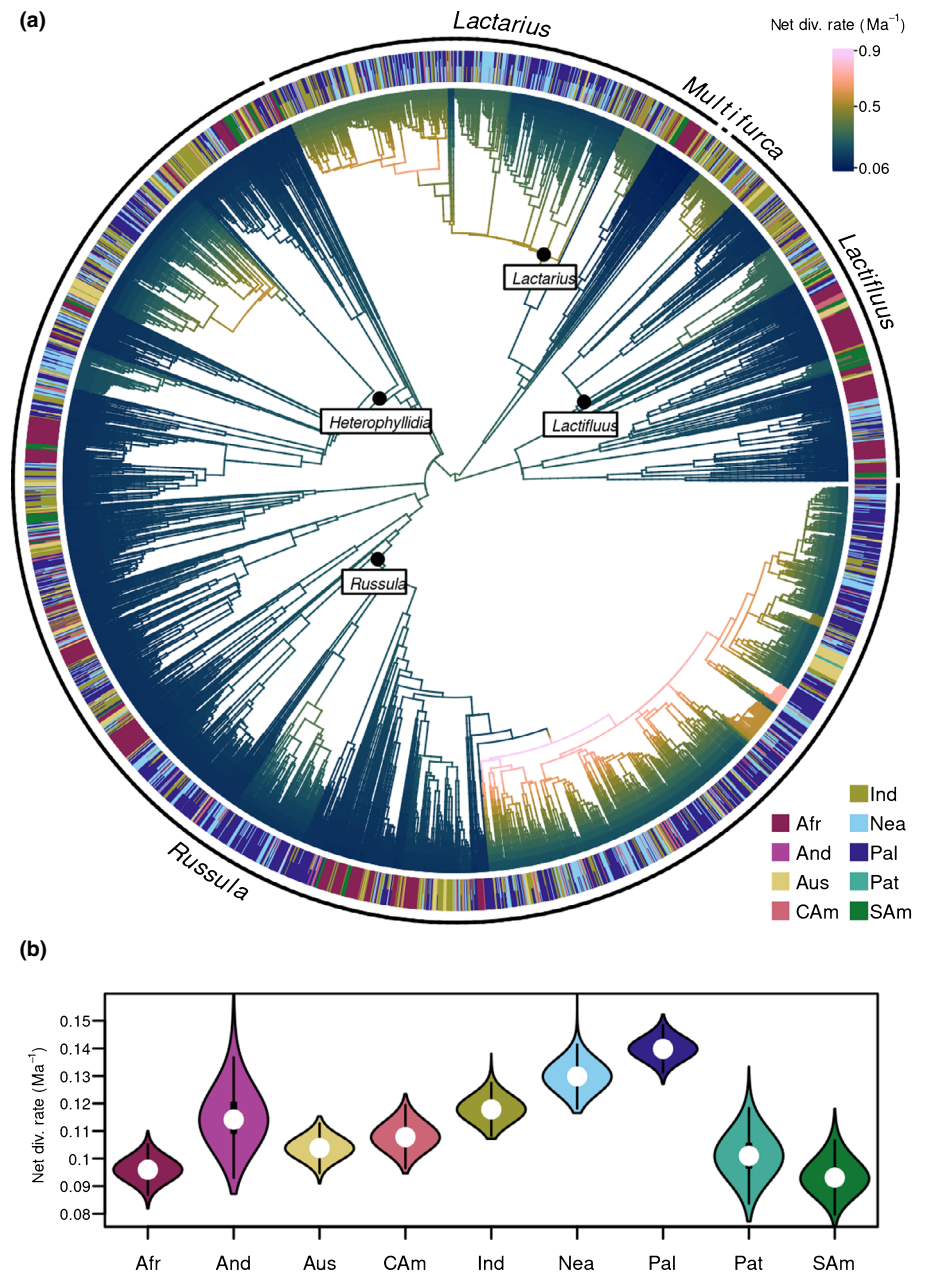 (a)
Lactarius
Net div. rate (Ma⁻¹)
0.9
0.5
0.06
Multifurca
Lactifluus
Lactarius
Heterophyllidia
Lactifluus
Russula
Russula
Ind
Afr
Nea
And
Pal
Aus
Pat
CAm
SAm
(b)
Net div. rate (Ma⁻¹)
0.15
0.14
0.13
0.12
0.11
0.1
0.09
0.08
Afr And Aus CAm Ind Nea Pal Pat SAm